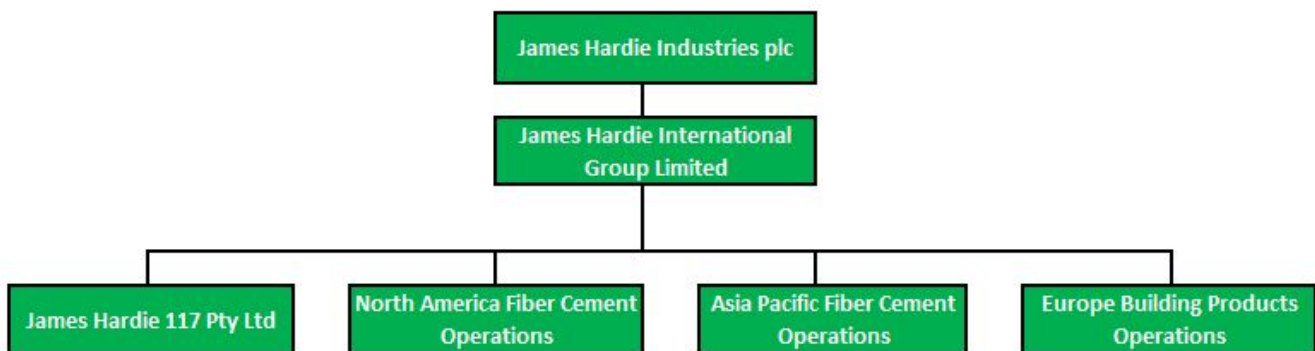 James Hardie Industries plc
James Hardie International
Group Limited
James Hardie 117 Pty Ltd
North America Fiber Cement
Operations
Asia Pacific Fiber Cement
Operations
Europe Building Products
Operations